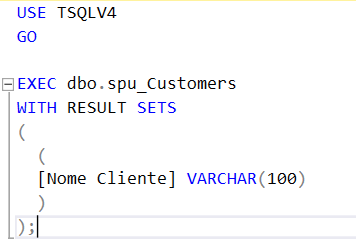 USE TSQLV4
GO
EXEC dbo.spu_Customers
WITH RESULT SETS
(
(
[Nome Cliente] VARCHAR(100)
)
);